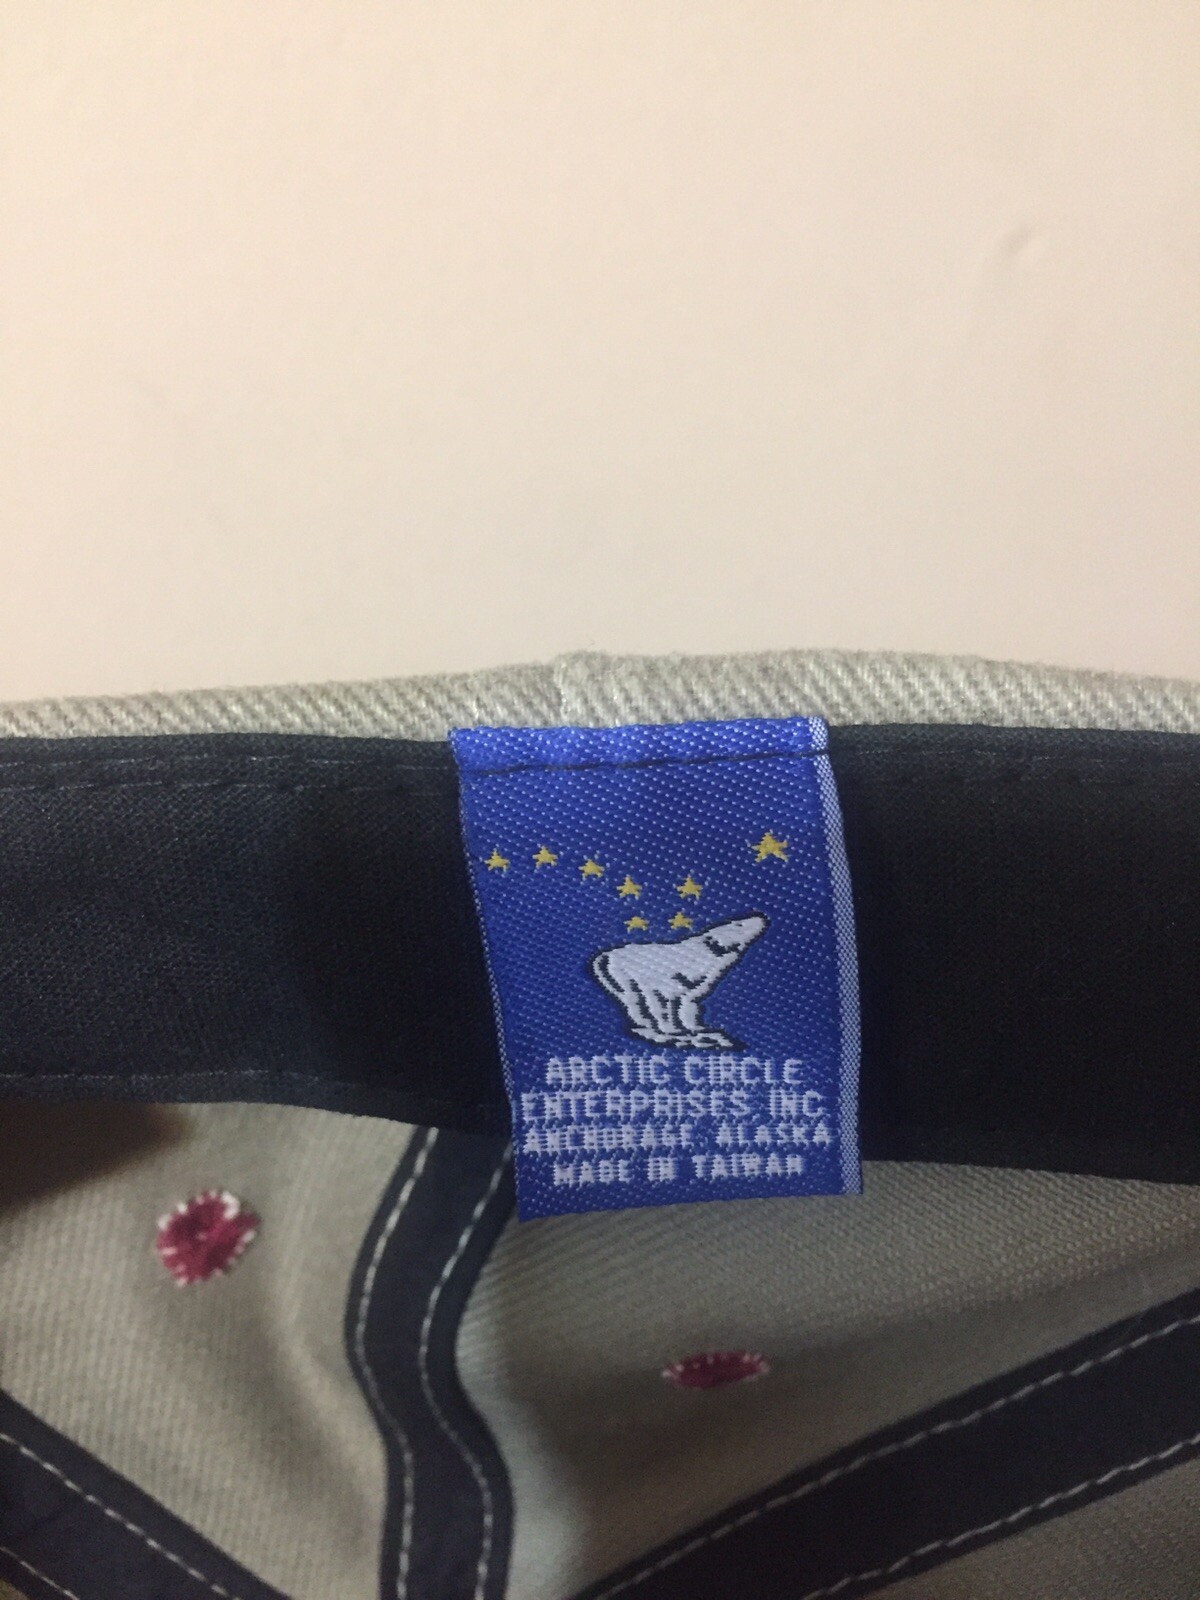 ARCTIC CIRCLE
ENTERPRISES INC
ANCHORAGE, ALASKA
MADE IN TAIWAN